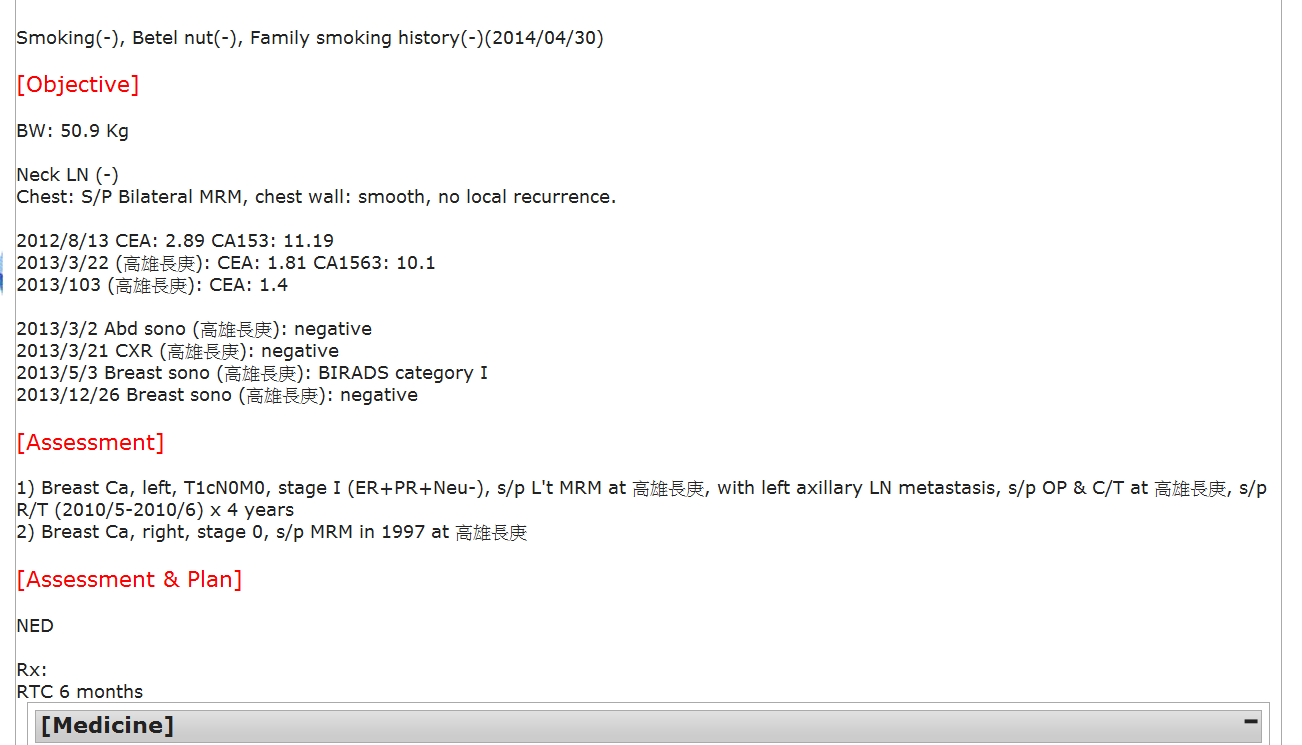 Smoking(-), Betel nut(-), Family smoking history(-)(2014/04/30)
[Objective]
BW: 50.9 Kg
Neck LN (-)
Chest: S/P Bilateral MRM, chest wall: smooth, no local recurrence.
2012/8/13 CEA: 2.89 CA153: 11.19
2013/3/22 (高雄長庚): CEA: 1.81 CA1563: 10.1
2013/103 (高雄長庚): CEA: 1.4
2013/3/2 Abd sono (高雄長庚): negative
2013/3/21 CXR (高雄長庚): negative
2013/5/3 Breast sono (高雄長庚): BIRADS category I
2013/12/26 Breast sono (高雄長庚): negative
[Assessment]
1) Breast Ca, left, T1cN0M0, stage I (ER+PR+Neu-), s/p L't MRM at 高雄長庚, with left axillary LN metastasis, s/p OP & C/T at 高雄長庚, s/p
R/T (2010/5-2010/6) x 4 years
2) Breast Ca, right, stage 0, s/p MRM in 1997 at 高雄長庚
[Assessment & Plan]
NED
Rx:
RTC 6 months
[Medicine]